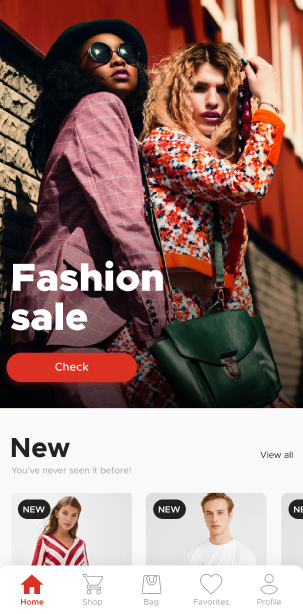 Fashion
sale
Check
New
View all
You've never seen it before!
NEW
NEW
NE
Home
Shop
Bag
Favorites
Profile